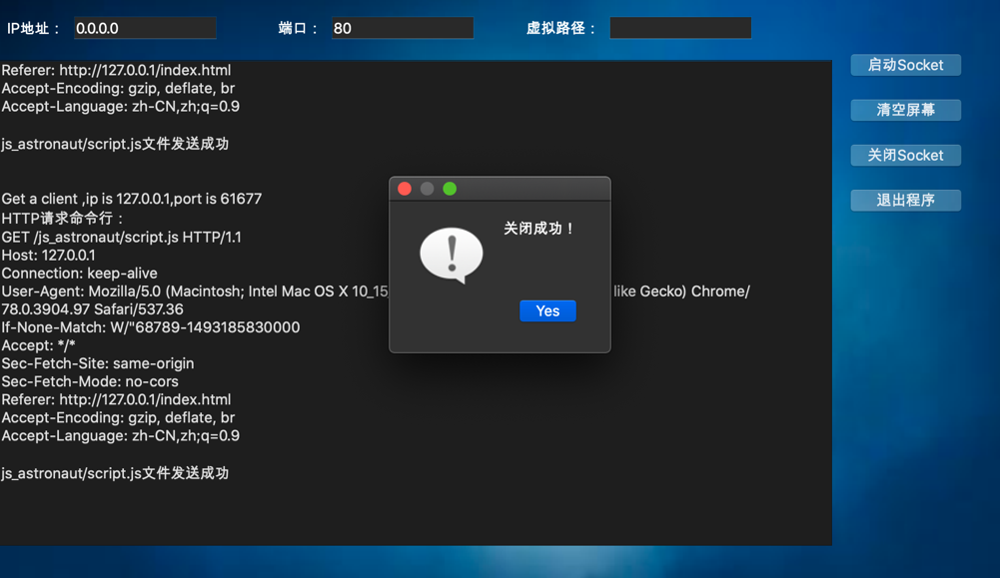 IP地址： 0.0.0.0 端口： 80 虚拟路径：
Referer: http://127.0.0.1/index.html
Accept-Encoding: gzip, deflate, br
Accept-Language: zh-CN,zh;q=0.9
js_astronaut/script.js文件发送成功
Get a client ,ip is 127.0.0.1,port is 61677
HTTP请求命令行：
GET /js_astronaut/script.js HTTP/1.1
Host: 127.0.0.1
Connection: keep-alive
User-Agent: Mozilla/5.0 (Macintosh; Intel Mac OS X 10_15 like Gecko) Chrome/
78.0.3904.97 Safari/537.36
If-None-Match: W/"68789-1493185830000
Accept: */*
Sec-Fetch-Site: same-origin
Sec-Fetch-Mode: no-cors
Referer: http://127.0.0.1/index.html
Accept-Encoding: gzip, deflate, br
Accept-Language: zh-CN,zh;q=0.9
js_astronaut/script.js文件发送成功
关闭成功！
Yes
启动Socket
清空屏幕
关闭Socket
退出程序